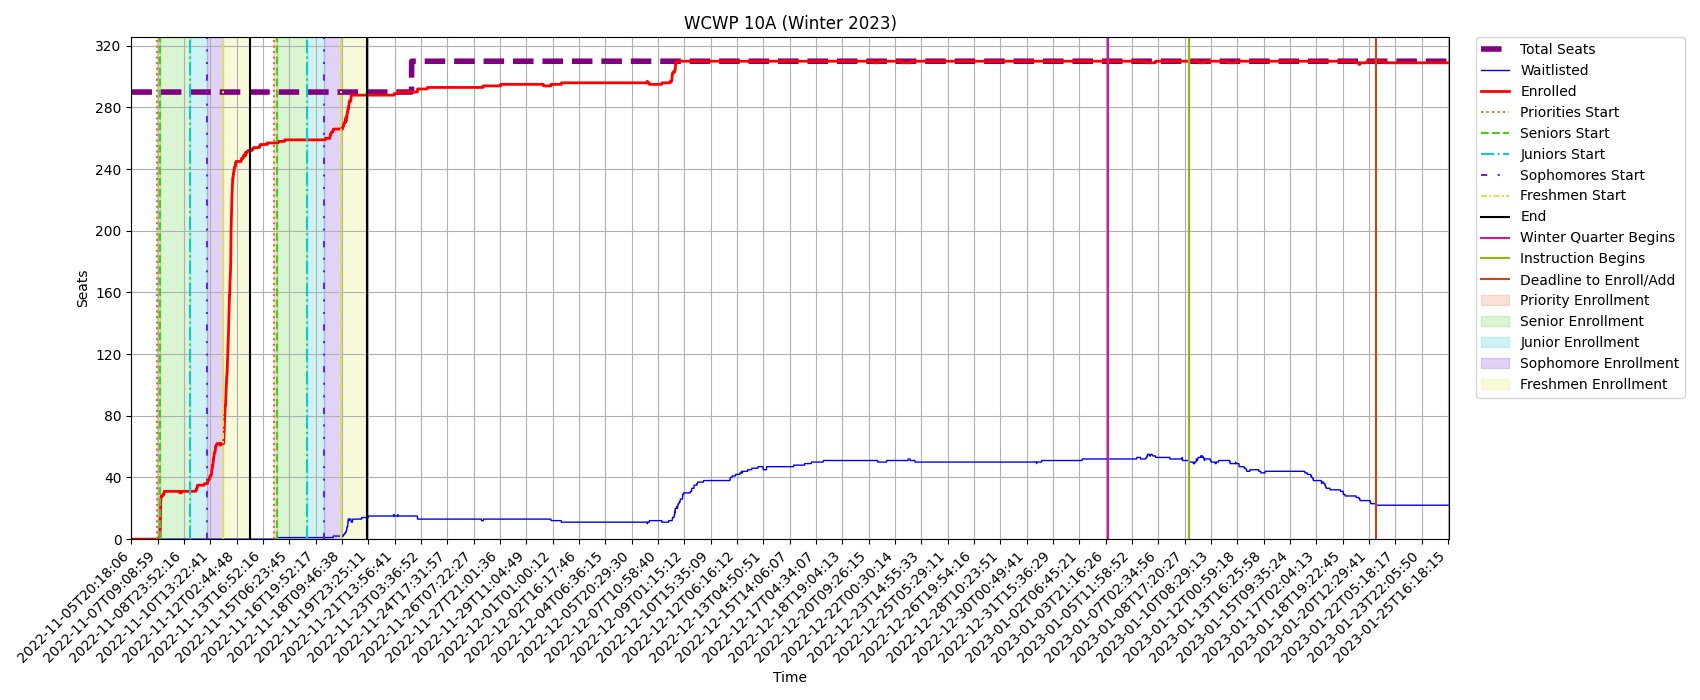 WCWP 10A (Winter 2023)
320
280
240
200
160
120
80
40
0
Seats
2022-11-05T20:18:06
2022-11-07T09:08:59
2022-11-08T23:52:16
2022-11-10T13:22:41
2022-11-12T02:44:48
2022-11-13T16:52:16
2022-11-15T06:23:45
2022-11-16T19:52:17
2022-11-18T09:46:38
2022-11-19T23:25:11
2022-11-21T13:56:41
2022-11-23T03:36:52
2022-11-24T17:31:57
2022-11-26T07:22:27
2022-11-27T21:01:36
2022-11-29T11:04:49
2022-12-01T01:00:12
2022-12-02T16:17:46
2022-12-04T06:36:15
2022-12-05T20:29:30
2022-12-07T10:58:40
2022-12-09T01:15:12
2022-12-10T15:35:09
2022-12-12T06:16:12
2022-12-13T04:50:51
2022-12-15T14:06:07
2022-12-17T04:34:07
2022-12-18T19:04:13
2022-12-20T09:26:15
2022-12-22T00:30:14
2022-12-23T14:55:33
2022-12-25T05:29:11
2022-12-26T19:54:16
2022-12-28T10:23:51
2022-12-30T00:49:41
2022-12-31T15:36:29
2023-01-02T06:45:21
2023-01-03T21:16:26
2023-01-05T11:58:52
2023-01-07T02:34:56
2023-01-08T17:20:27
2023-01-10T08:29:13
2023-01-12T00:59:18
2023-01-13T16:25:58
2023-01-15T09:35:24
2023-01-17T02:04:13
2023-01-18T19:22:45
2023-01-20T12:29:41
2023-01-22T05:18:17
2023-01-23T22:05:50
2023-01-25T16:18:15
Time
Total Seats
Waitlisted
Enrolled
Priorities Start
Seniors Start
Juniors Start
Sophomores Start
Freshmen Start
End
Winter Quarter Begins
Instruction Begins
Deadline to Enroll/Add
Priority Enrollment
Senior Enrollment
Junior Enrollment
Sophomore Enrollment
Freshmen Enrollment